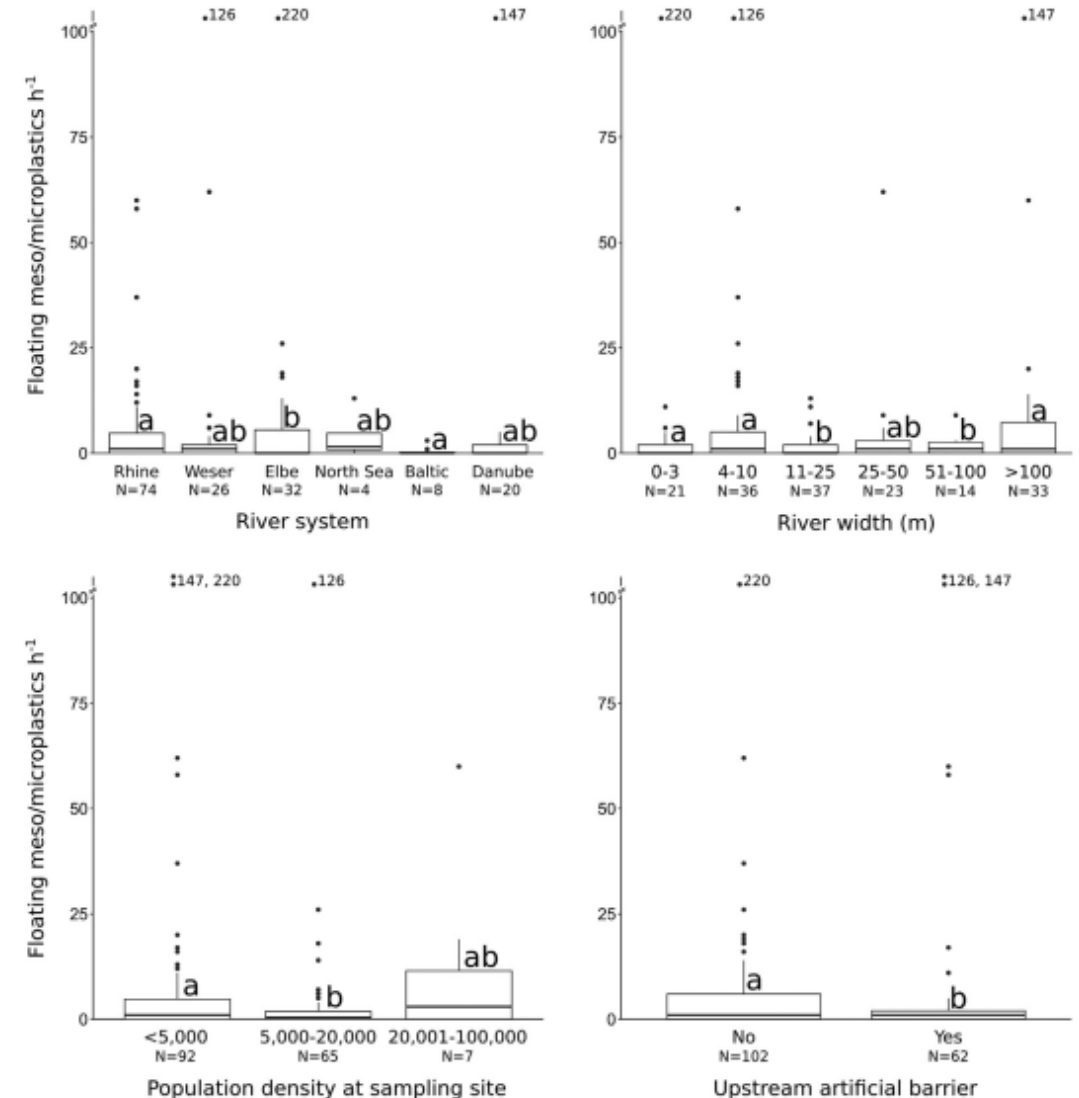 126 220 147
100
75
50
25
0
Floating meso/microplastics h-1
a ab b ab a ab
Rhine Weser Elbe North Sea Baltic Danube
N=74 N=26 N=32 N=4 N=8 N=20
River system
220 126 147
100
75
50
25
0
a a b ab b a
0-3 4-10 11-25 25-50 51-100 >100
N=21 N=36 N=37 N=23 N=14 N=33
River width (m)
147, 220 126
100
75
50
25
0
Floating meso/microplastics h-1
a b ab
<5,000 5,000-20,000 20,001-100,000
N=92 N=65 N=7
Population density at sampling site
220 126, 147
100
75
50
25
0
a b
No Yes
N=102 N=62
Upstream artificial barrier